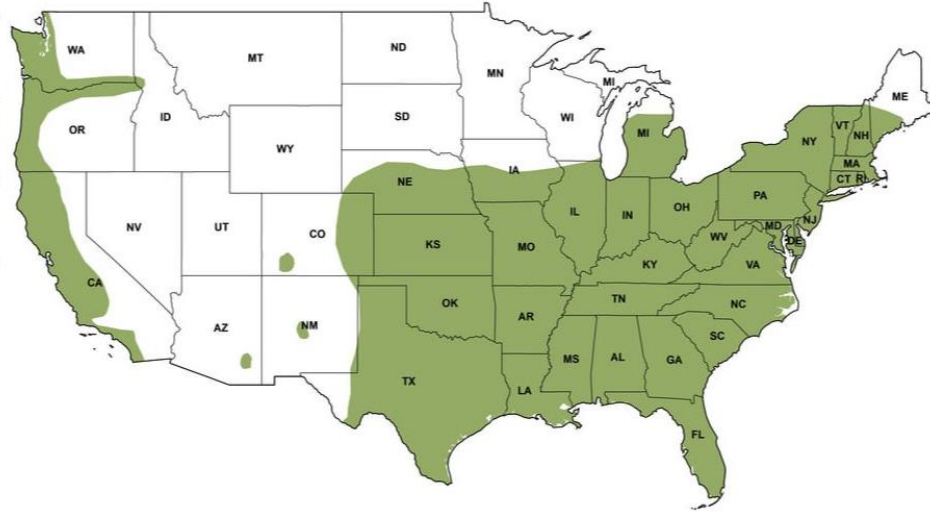 WA
MT
ND
MN
MI
ME
OR
ID
SD
WI
MI
NY
VT
NH
WY
MA
CT
RI
IA
NE
PA
NV
UT
CO
IL
IN
OH
NJ
MD
DE
WV
KS
MO
KY
VA
CA
OK
TN
NC
AZ
NM
AR
SC
MS
AL
GA
TX
LA
FL